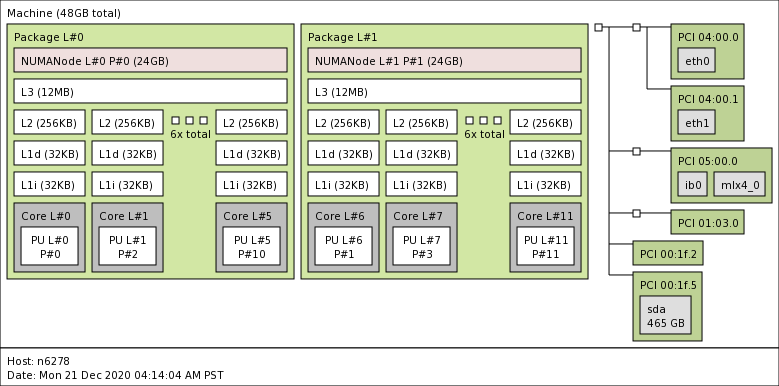 Machine (48GB total)
Package L#0
NUMANode L#0 P#0 (24GB)
L3 (12MB)
L2 (256KB)
L2 (256KB)
6x total
L2 (256KB)
L1d (32KB)
L1d (32KB)
L1d (32KB)
L1i (32KB)
L1i (32KB)
L1i (32KB)
Core L#0
PU L#0
P#0
Core L#1
PU L#1
P#2
Core L#5
PU L#5
P#10
Package L#1
NUMANode L#1 P#1 (24GB)
L3 (12MB)
L2 (256KB)
L2 (256KB)
6x total
L2 (256KB)
L1d (32KB)
L1d (32KB)
L1d (32KB)
L1i (32KB)
L1i (32KB)
L1i (32KB)
Core L#6
PU L#6
P#1
Core L#7
PU L#7
P#3
Core L#11
PU L#11
P#11
PCI 04:00.0
eth0
PCI 04:00.1
eth1
PCI 05:00.0
ib0
mlx4_0
PCI 01:03.0
PCI 00:1f.2
PCI 00:1f.5
sda
465 GB
Host: n6278
Date: Mon 21 Dec 2020 04:14:04 AM PST